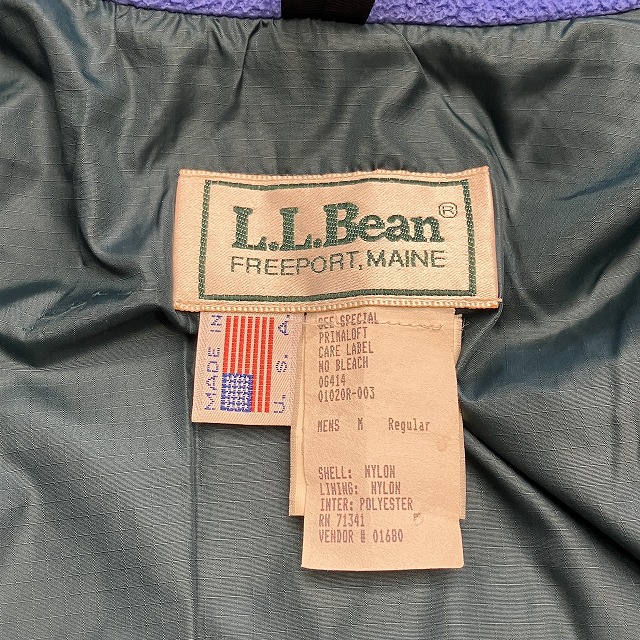 L.L.Bean®
FREEPORT, MAINE
MADE IN
U.S.A.
SEE SPECIAL
PRIMALOFT
CARE LABEL
NO BLEACH
0G414
01020R-003
MENS M Regular
SHELL: NYLON
LINING: NYLON
INTER: POLYESTER
RN 71341
VENDOR @ 01680